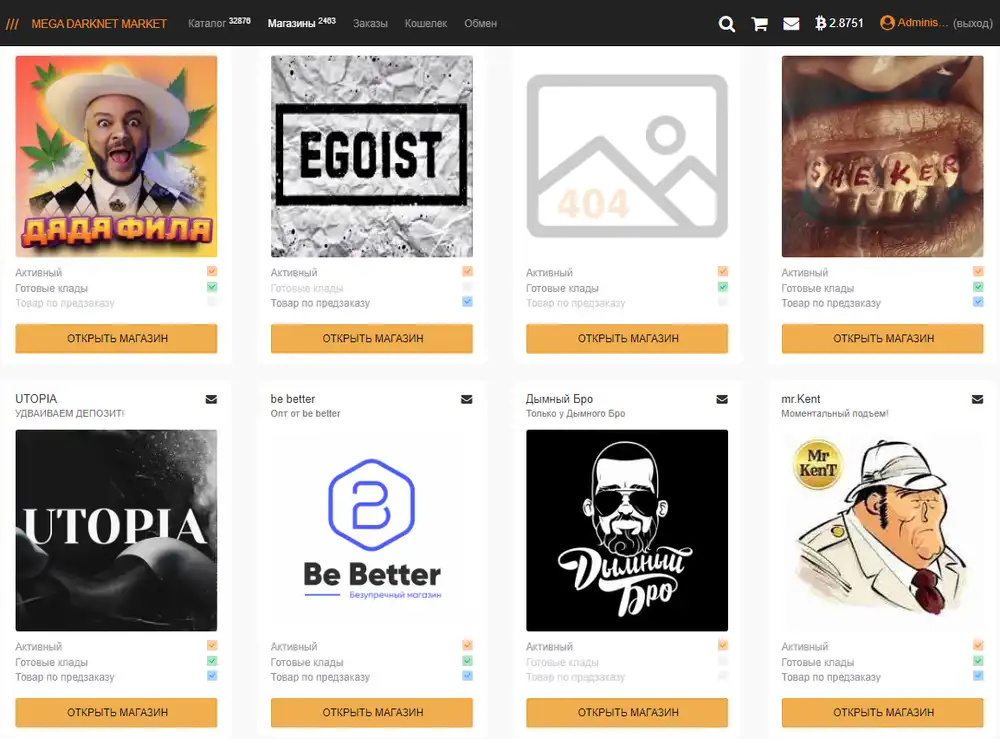 /// MEGA DARKNET MARKET Каталог 32876 Магазины 2463 Заказы Кошелек Обмен 2.8751 Adminis... (выход)
ДЯДЯ ФИЛЯ
EGOIST
404
SHEKER
Активный
Готовые клады
Товар по предзаказу
ОТКРЫТЬ МАГАЗИН
Активный
Готовые клады
Товар по предзаказу
ОТКРЫТЬ МАГАЗИН
Активный
Готовые клады
Товар по предзаказу
ОТКРЫТЬ МАГАЗИН
Активный
Готовые клады
Товар по предзаказу
ОТКРЫТЬ МАГАЗИН
UTOPIA
УДВАИВАЕМ ДЕПОЗИТ!
UTOPIA
Активный
Готовые клады
Товар по предзаказу
ОТКРЫТЬ МАГАЗИН
be better
Опт от be better
Be Better
Безупречный магазин
Активный
Готовые клады
Товар по предзаказу
ОТКРЫТЬ МАГАЗИН
Дымный Бро
Только у Дымного Бро
Дымный
Бро
Активный
Готовые клады
Товар по предзаказу
ОТКРЫТЬ МАГАЗИН
mr.Kent
Моментальный подъем!
Mr
KenT
Активный
Готовые клады
Товар по предзаказу
ОТКРЫТЬ МАГАЗИН